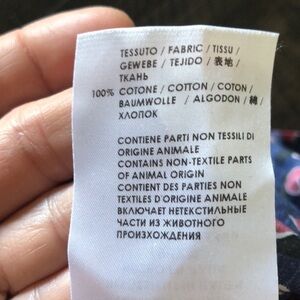 TESSUTO / FABRIC / TISSU /
GEWEBE / TEJIDO / 表地 /
ТКАНЬ
100% COTONE / COTTON / COTON /
BAUMWOLLE / ALGODON / 綿 /
ХЛОПОК
CONTIENE PARTI NON TESSILI DI
ORIGINE ANIMALE
CONTAINS NON-TEXTILE PARTS
OF ANIMAL ORIGIN
CONTIENT DES PARTIES NON
TEXTILES D'ORIGINE ANIMALE
ВКЛЮЧАЕТ НЕТЕКСТИЛЬНЫЕ
ЧАСТИ ИЗ ЖИВОТНОГО
ПРОИЗХОЖДЕНИЯ